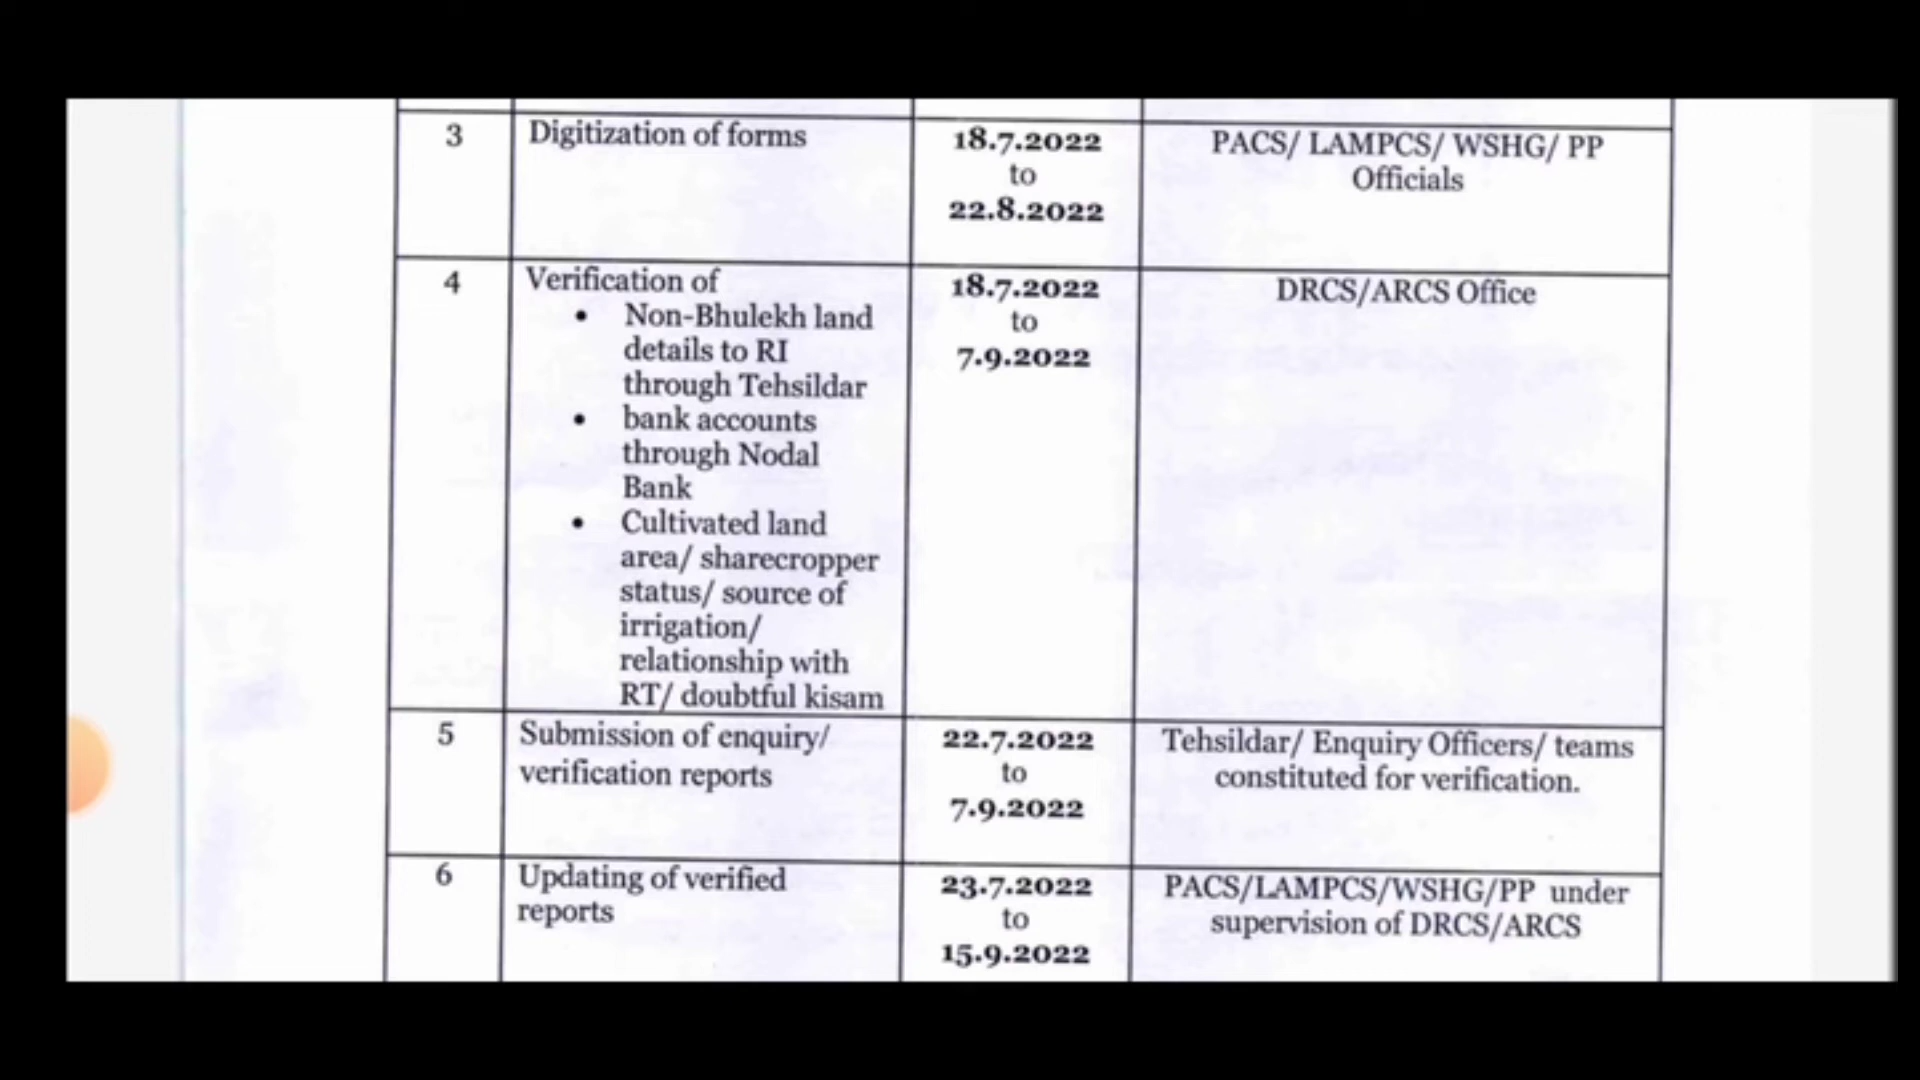 3
Digitization of forms
18.7.2022
to
22.8.2022
PACS/ LAMPCS/ WSHG/ PP
Officials
4
Verification of
• Non-Bhulekh land
details to RI
through Tehsildar
• bank accounts
through Nodal
Bank
• Cultivated land
area/ sharecropper
status/ source of
irrigation/
relationship with
RT/ doubtful kisam
18.7.2022
to
7.9.2022
DRCS/ARCS Office
5
Submission of enquiry/
verification reports
22.7.2022
to
7.9.2022
Tehsildar/ Enquiry Officers/ teams
constituted for verification.
6
Updating of verified
reports
23.7.2022
to
15.9.2022
PACS/LAMPCS/WSHG/PP under
supervision of DRCS/ARCS